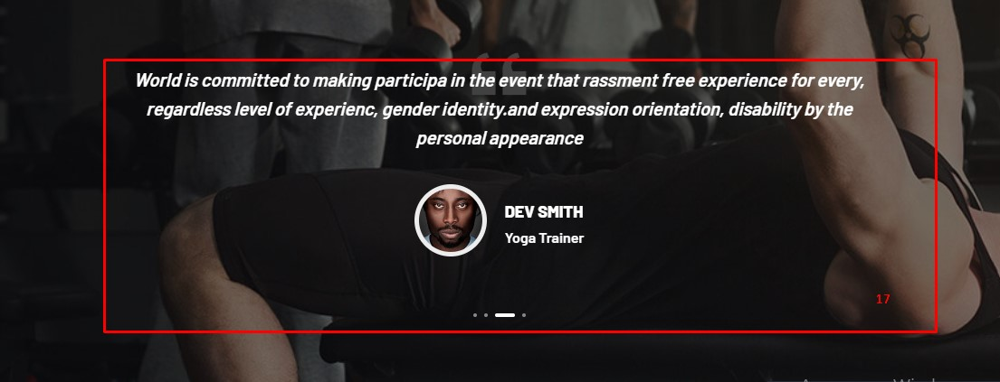 World is committed to making participa in the event that rassment free experience for every,
regardless level of experienc, gender identity.and expression orientation, disability by the
personal appearance
DEV SMITH
Yoga Trainer
17